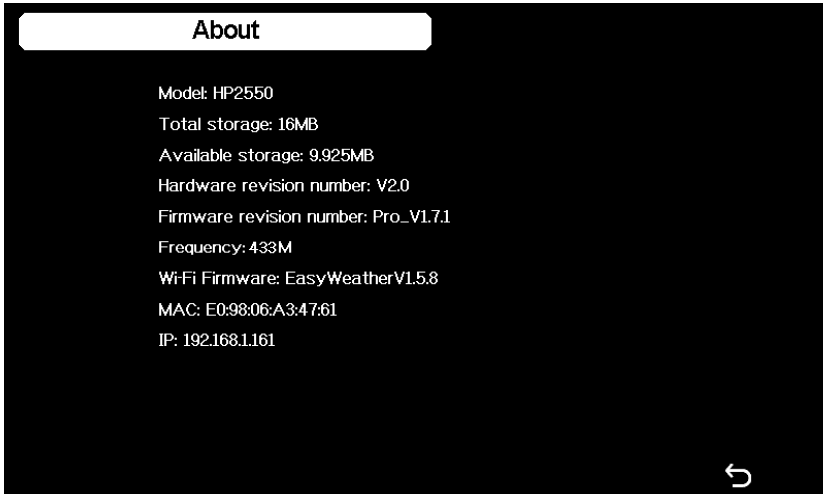 About
Model: HP2550
Total storage: 16MB
Available storage: 9.925MB
Hardware revision number: V2.0
Firmware revision number: Pro_V1.7.1
Frequency: 433M
Wi-Fi Firmware: EasyWeatherV1.5.8
MAC: E0:98:06:A3:47:61
IP: 192.168.1.161